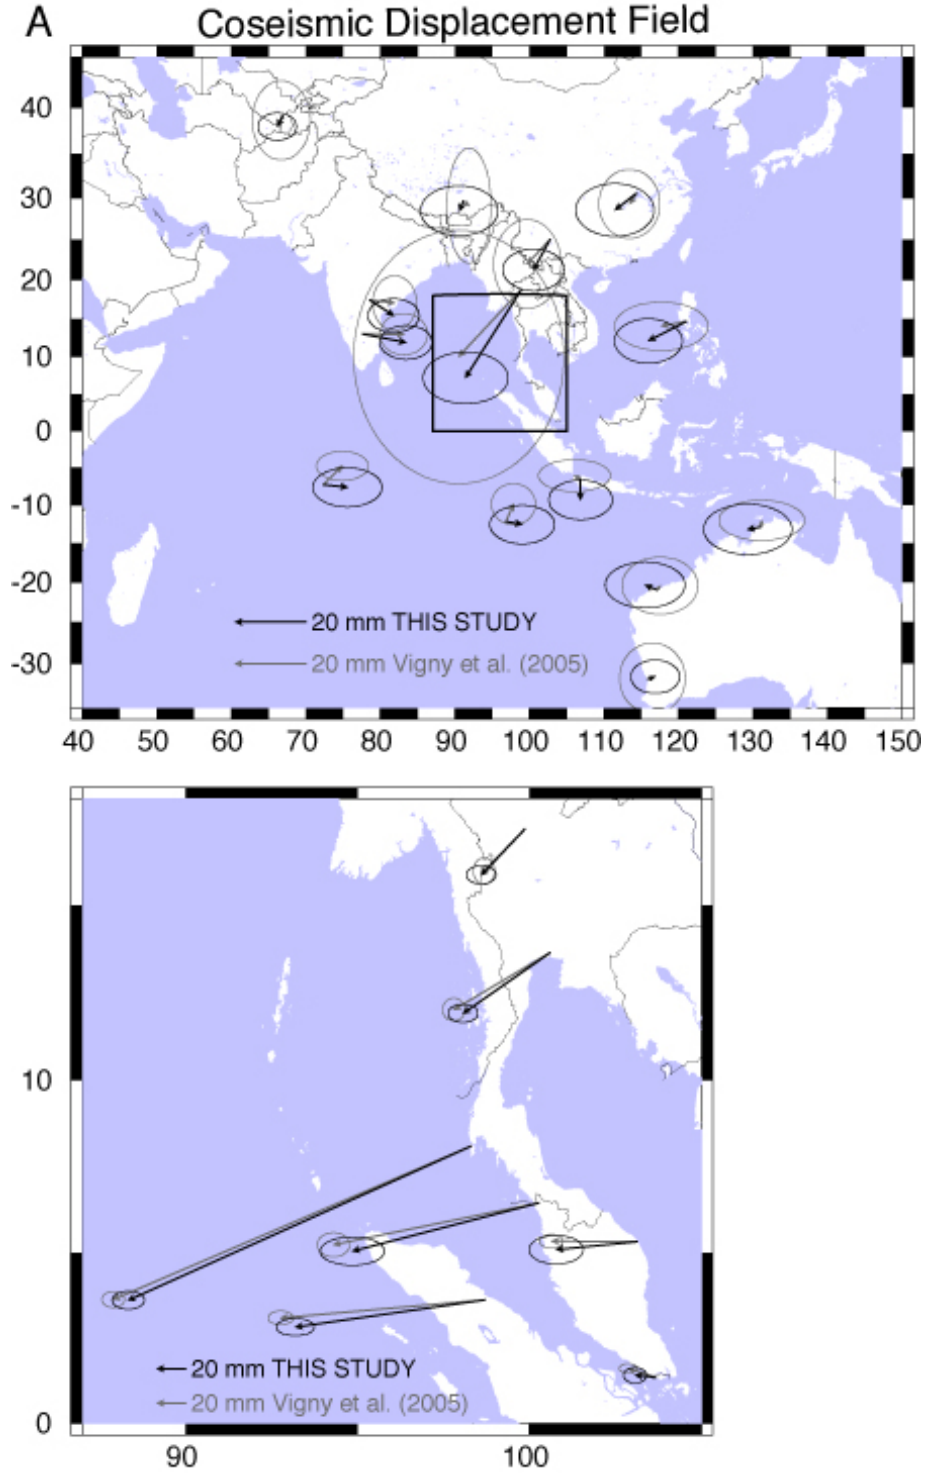 A Coseismic Displacement Field
40
30
20
10
0
-10
-20
-30
20 mm THIS STUDY
20 mm Vigny et al. (2005)
40 50 60 70 80 90 100 110 120 130 140 150
10
0
20 mm THIS STUDY
20 mm Vigny et al. (2005)
90 100